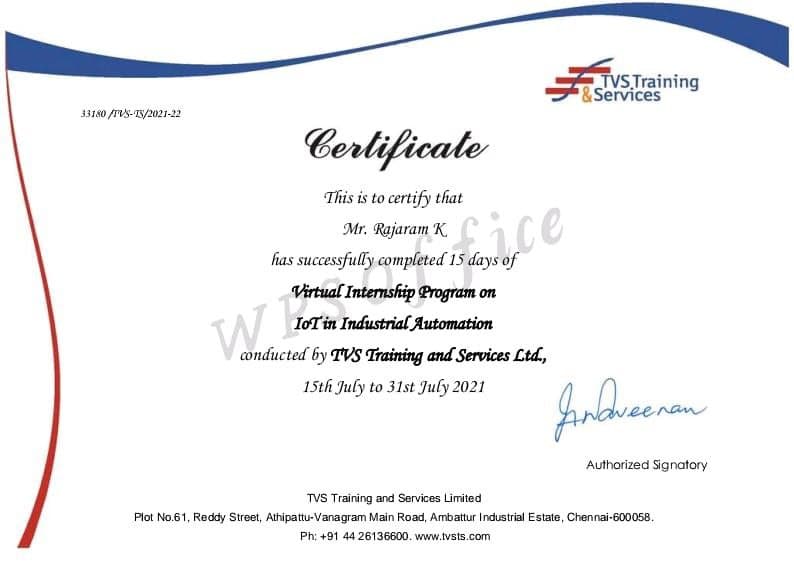 TVS Training
& Services
33180 /TVS-TS/2021-22
Certificate
This is to certify that
Mr. Rajaram K
has successfully completed 15 days of
Virtual Internship Program on
IoT in Industrial Automation
conducted by TVS Training and Services Ltd.,
15th July to 31st July 2021
WPS Office
Authorized Signatory
TVS Training and Services Limited
Plot No.61, Reddy Street, Athipattu-Vanagram Main Road, Ambattur Industrial Estate, Chennai-600058.
Ph: +91 44 26136600. www.tvsts.com